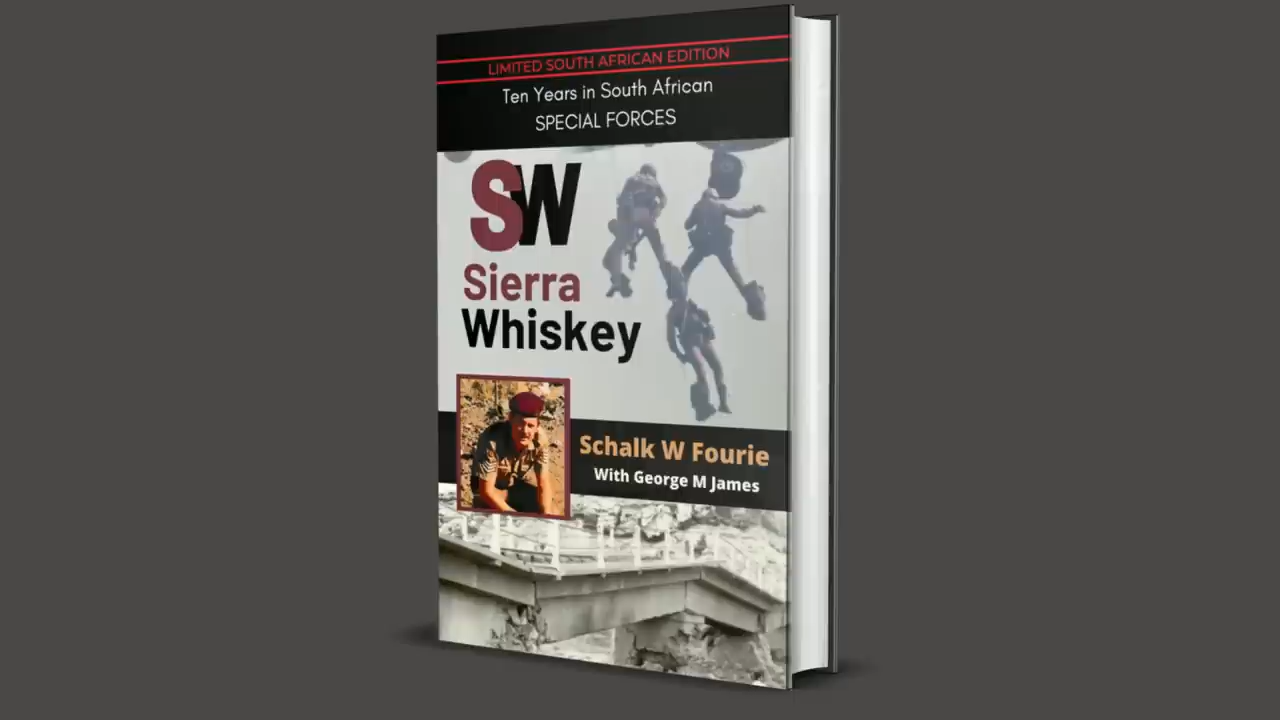 LIMITED SOUTH AFRICAN EDITION
Ten Years in South African
SPECIAL FORCES
SW
Sierra
Whiskey
Schalk W Fourie
With George M James